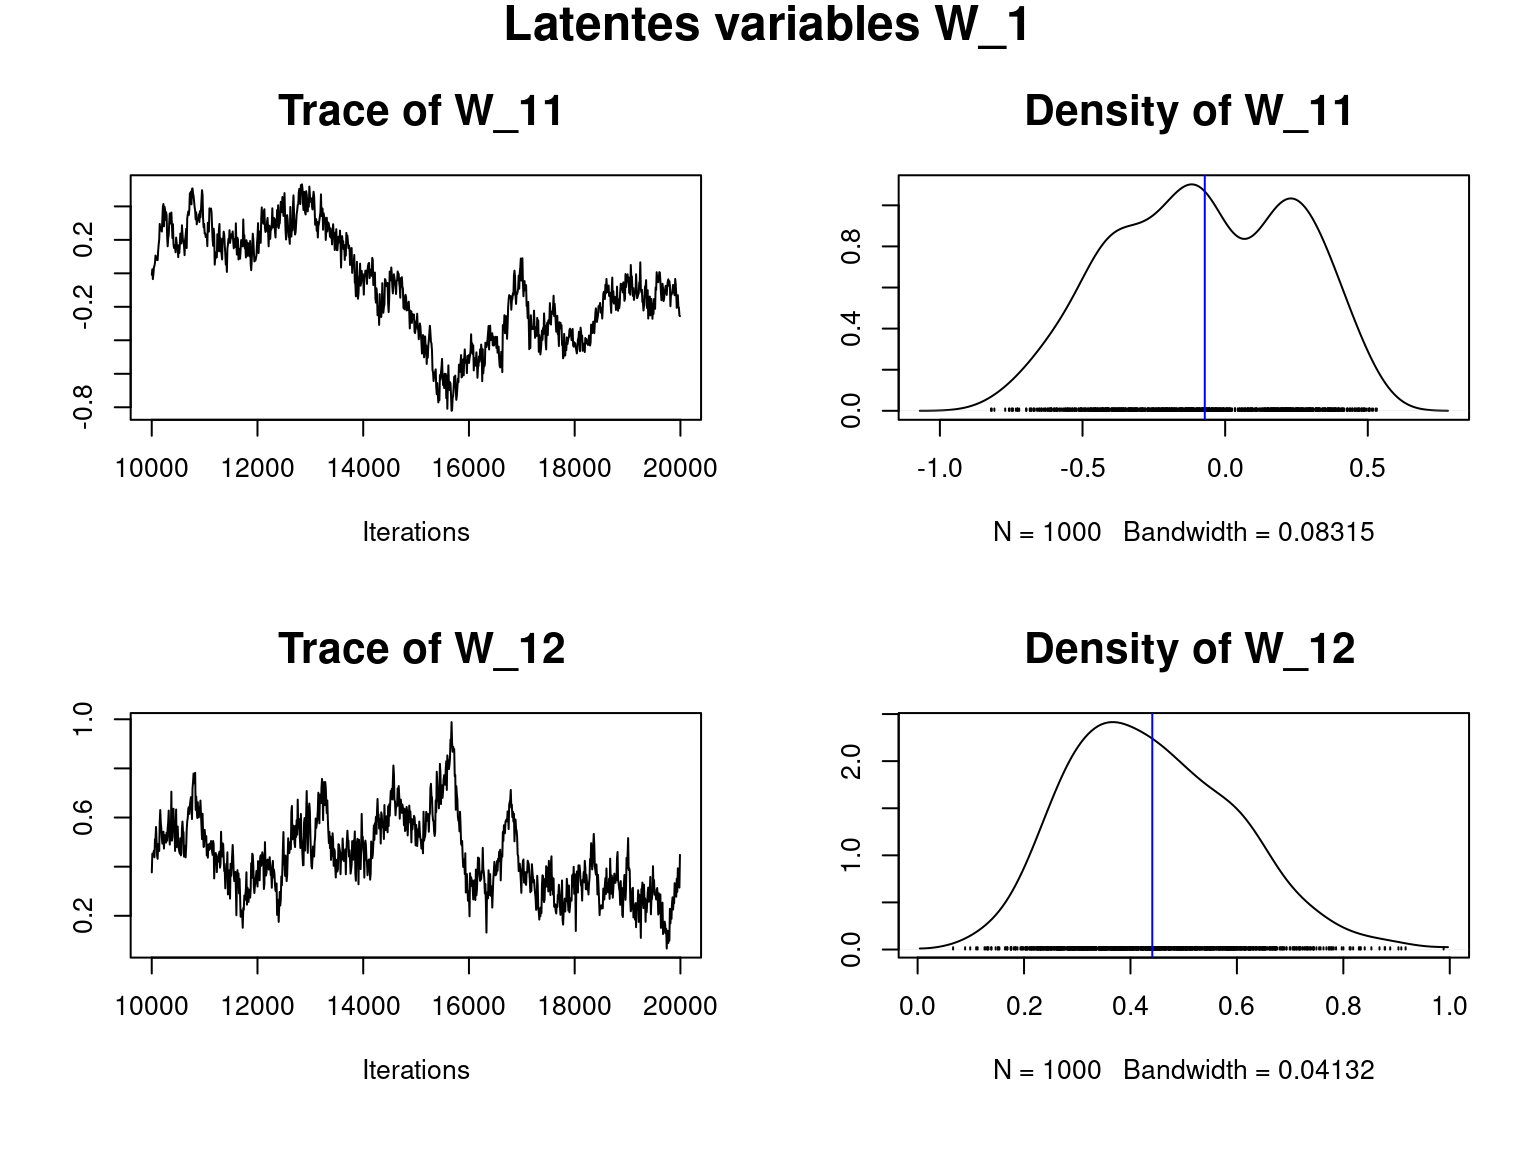 Latentes variables W_1
Trace of W_11
0.2
-0.2
-0.8
10000 12000 14000 16000 18000 20000
Iterations
Density of W_11
0.8
0.4
0.0
-1.0 -0.5 0.0 0.5
N = 1000 Bandwidth = 0.08315
Trace of W_12
1.0
0.6
0.2
10000 12000 14000 16000 18000 20000
Iterations
Density of W_12
2.0
1.0
0.0
0.0 0.2 0.4 0.6 0.8 1.0
N = 1000 Bandwidth = 0.04132